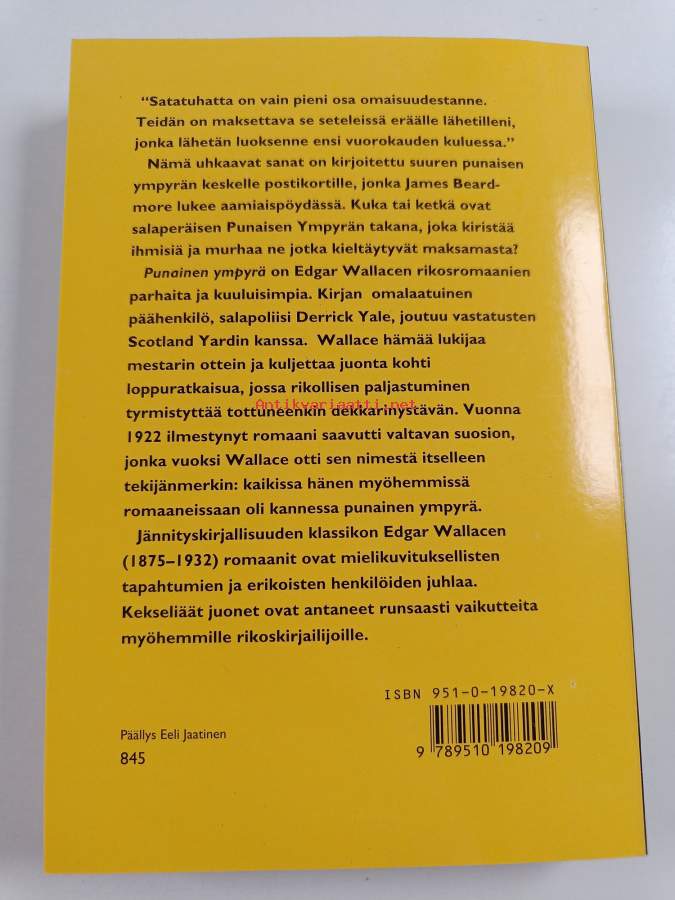 “Satatuhatta on vain pieni osa omaisuudestanne.
Teidän on maksettava se seteleissä eräälle lähetilleni,
jonka lähetän luoksenne ensi vuorokauden kuluessa.”
Nämä uhkaavat sanat on kirjoitettu suuren punaisen
ympyrän keskelle postikortille, jonka James Beard-
more lukee aamiaispöydässä. Kuka tai ketkä ovat
salaperäisen Punaisen Ympyrän takana, joka kiristää
ihmisiä ja murhaa ne jotka kieltäytyvät maksamasta?
Punainen ympyrä on Edgar Wallacen rikosromaanien
parhaita ja kuuluisimpia. Kirjan omalaatuinen
päähenkilö, salapoliisi Derrick Yale, joutuu vastatusten
Scotland Yardin kanssa. Wallace hämää lukijaa
mestarin ottein ja kuljettaa juonta kohti
loppuratkaisua, jossa rikollisen paljastuminen
tyrmistyttää tottuneenkin dekkarinystävän. Vuonna
Antikvariaatti.net
1922 ilmestynyt romaani saavutti valtavan suosion,
jonka vuoksi Wallace otti sen nimestä itselleen
tekijänmerkin: kaikissa hänen myöhemmissä
romaaneissaan oli kannessa punainen ympyrä.
Jännityskirjallisuuden klassikon Edgar Wallacen
(1875–1932) romaanit ovat mielikuvituksellisten
tapahtumien ja erikoisten henkilöiden juhlaa.
Kekseliäät juonet ovat antaneet runsaasti vaikutteita
myöhemmille rikoskirjailijoille.
ISBN 951-0-19820-X
9 789510 198209
Päällys Eeli Jaatinen
845